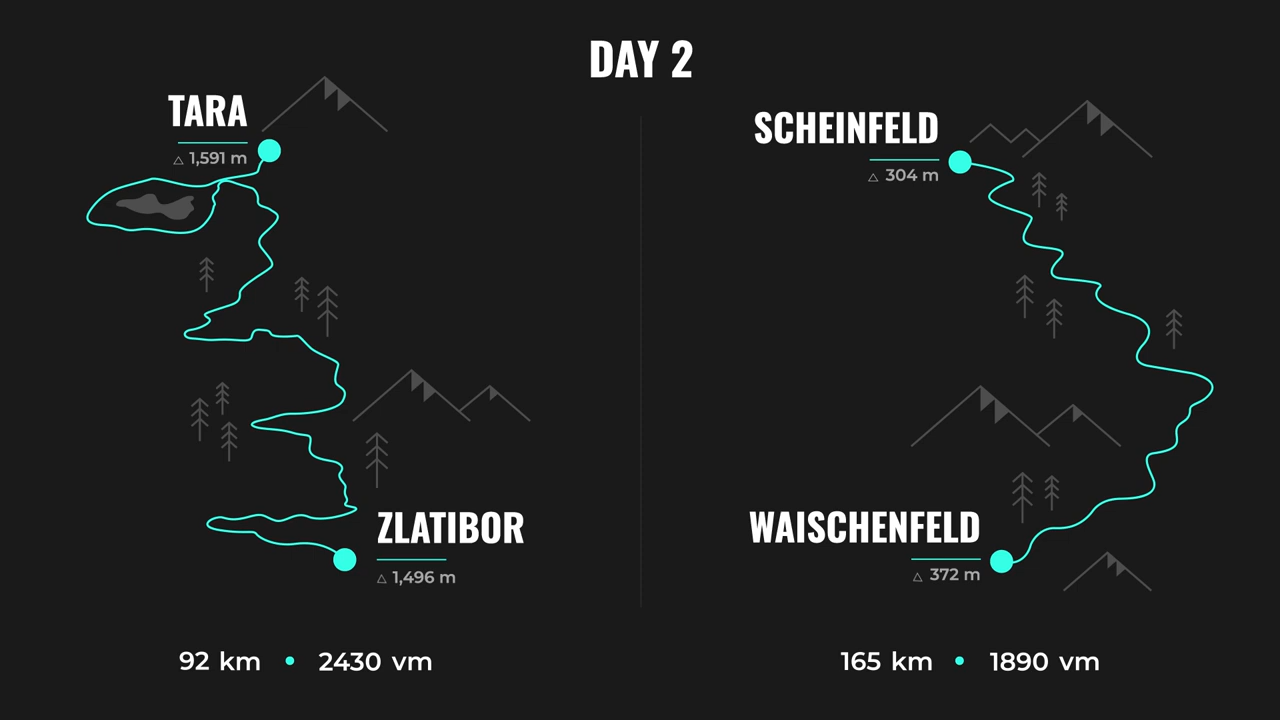 DAY 2
TARA
△ 1,591 m
ZLATIBOR
△ 1,496 m
92 km • 2430 vm
SCHEINFELD
△ 304 m
WAISCHENFELD
△ 372 m
165 km • 1890 vm